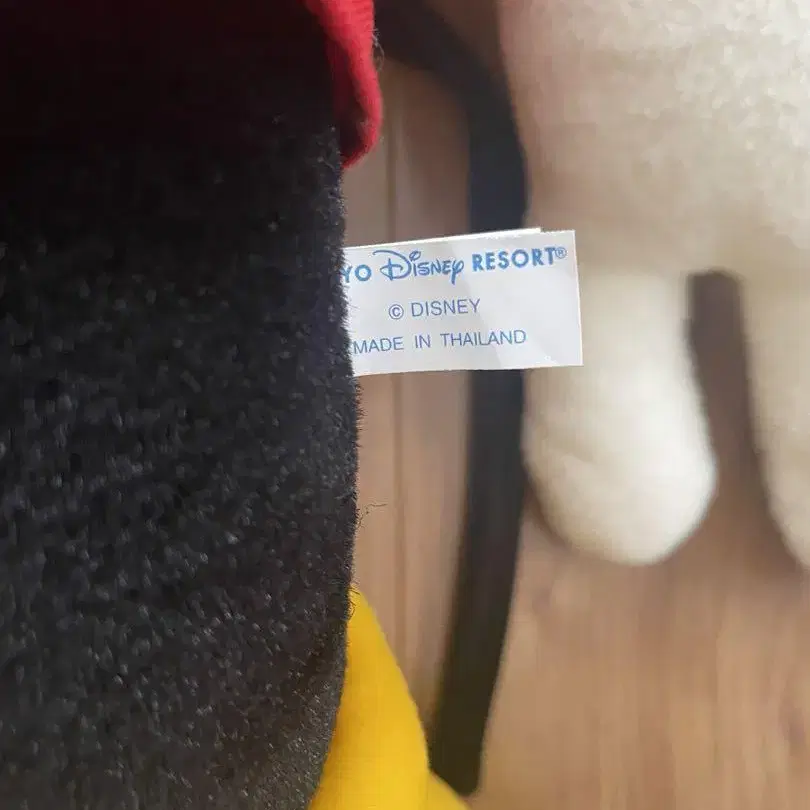 YO Disney RESORT®
© DISNEY
MADE IN THAILAND